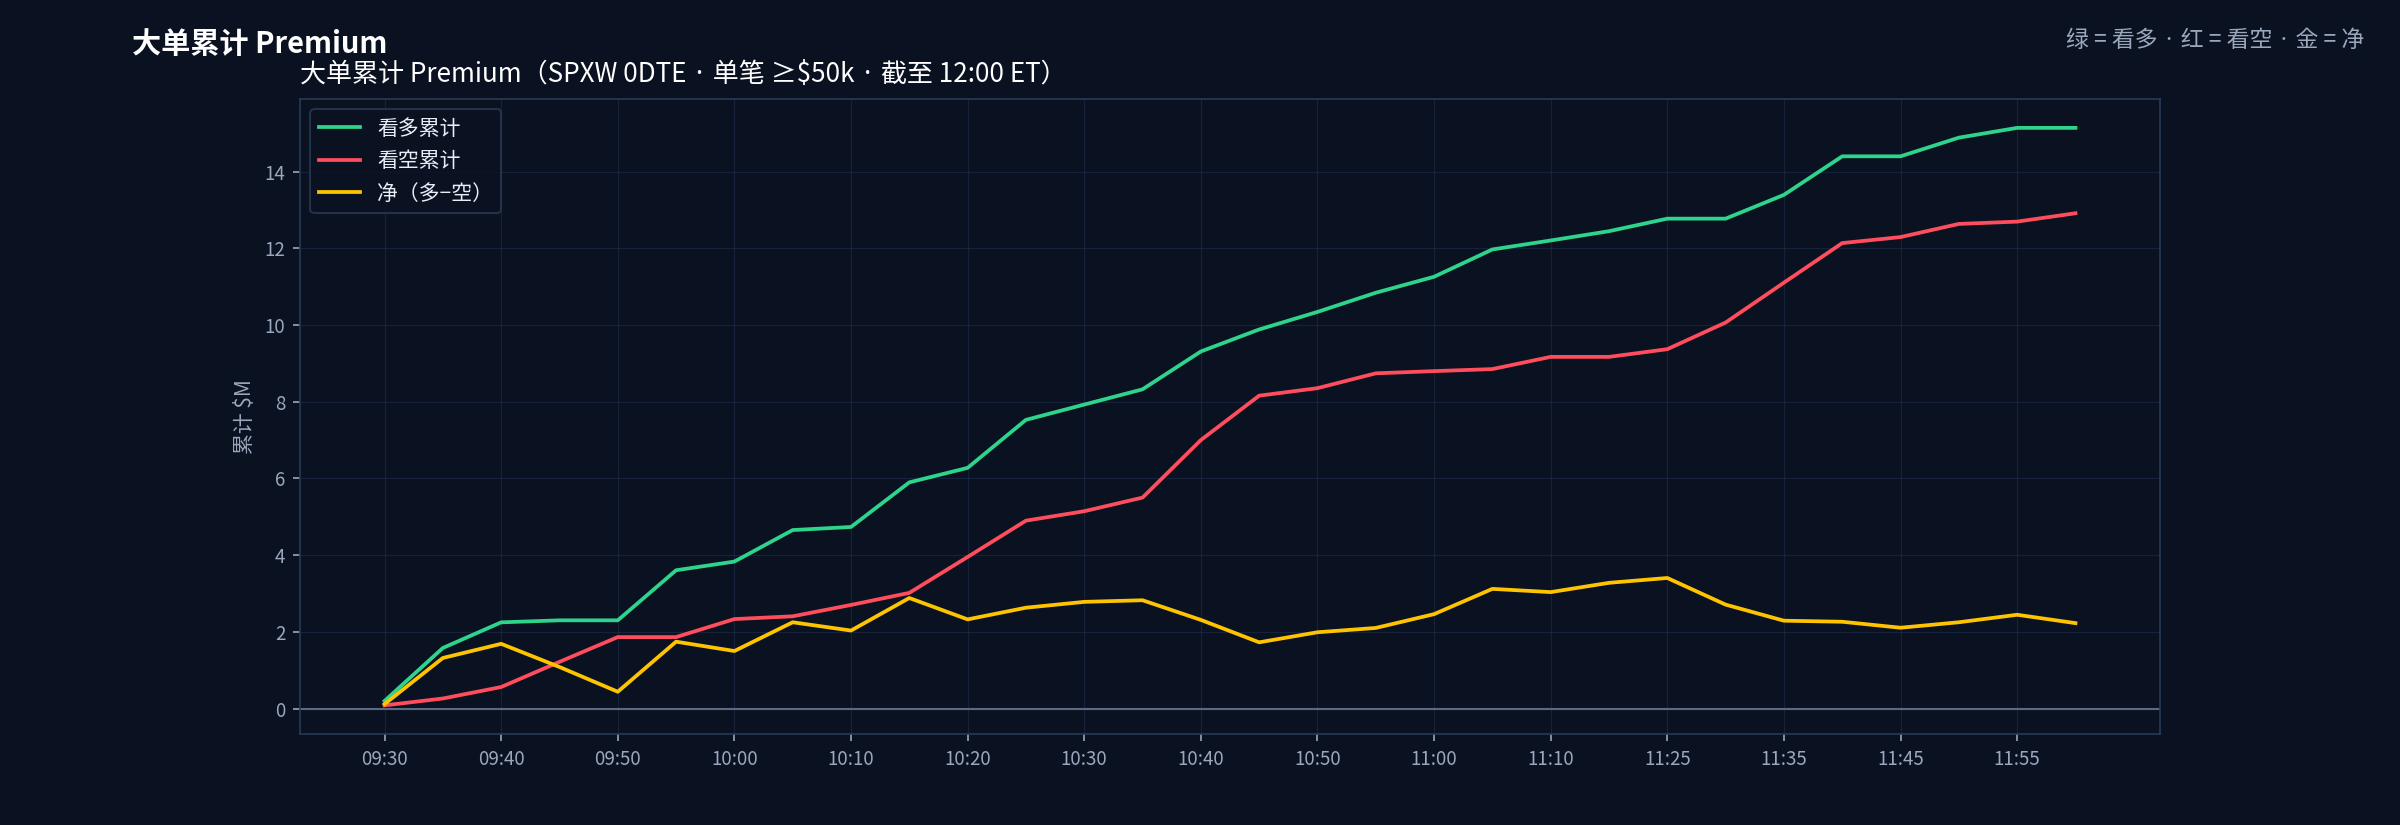 大单累计 Premium
绿 = 看多 · 红 = 看空 · 金 = 净
大单累计 Premium（SPXW 0DTE · 单笔 ≥$50k · 截至 12:00 ET）
看多累计
看空累计
净（多−空）
累计 $M
14
12
10
8
6
4
2
0
09:30 09:40 09:50 10:00 10:10 10:20 10:30 10:40 10:50 11:00 11:10 11:25 11:35 11:45 11:55